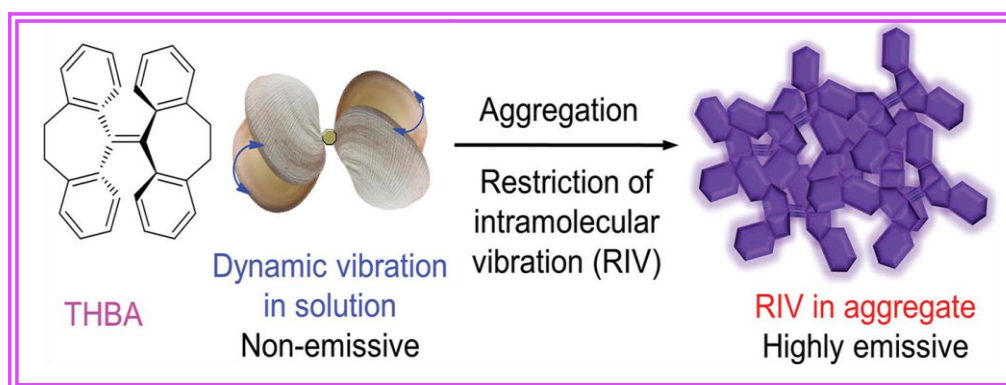 THBA
Dynamic vibration
in solution
Non-emissive
Aggregation
Restriction of
intramolecular
vibration (RIV)
RIV in aggregate
Highly emissive